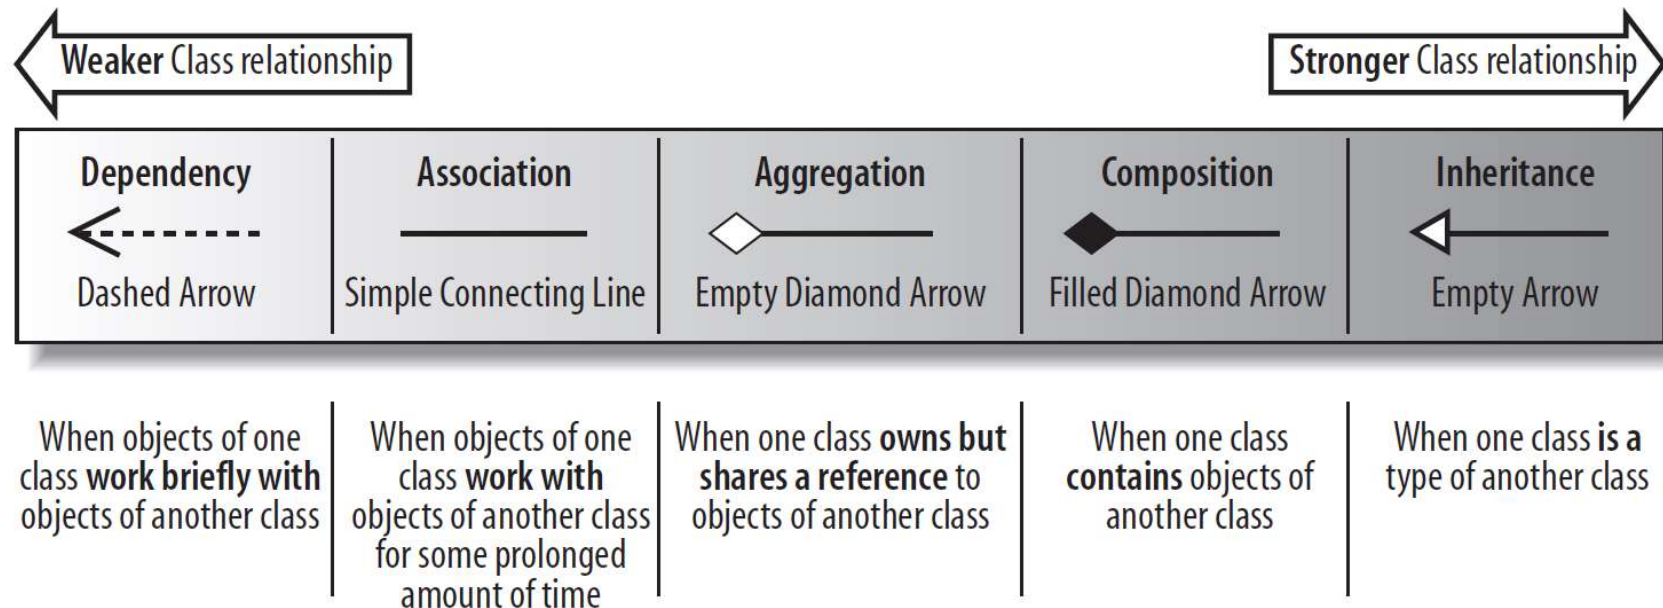 Weaker Class relationship
Stronger Class relationship
Dependency
Dashed Arrow
Association
Simple Connecting Line
Aggregation
Empty Diamond Arrow
Composition
Filled Diamond Arrow
Inheritance
Empty Arrow
When objects of one
class work briefly with
objects of another class
When objects of one
class work with
objects of another class
for some prolonged
amount of time
When one class owns but
shares a reference to
objects of another class
When one class
contains objects of
another class
When one class is a
type of another class